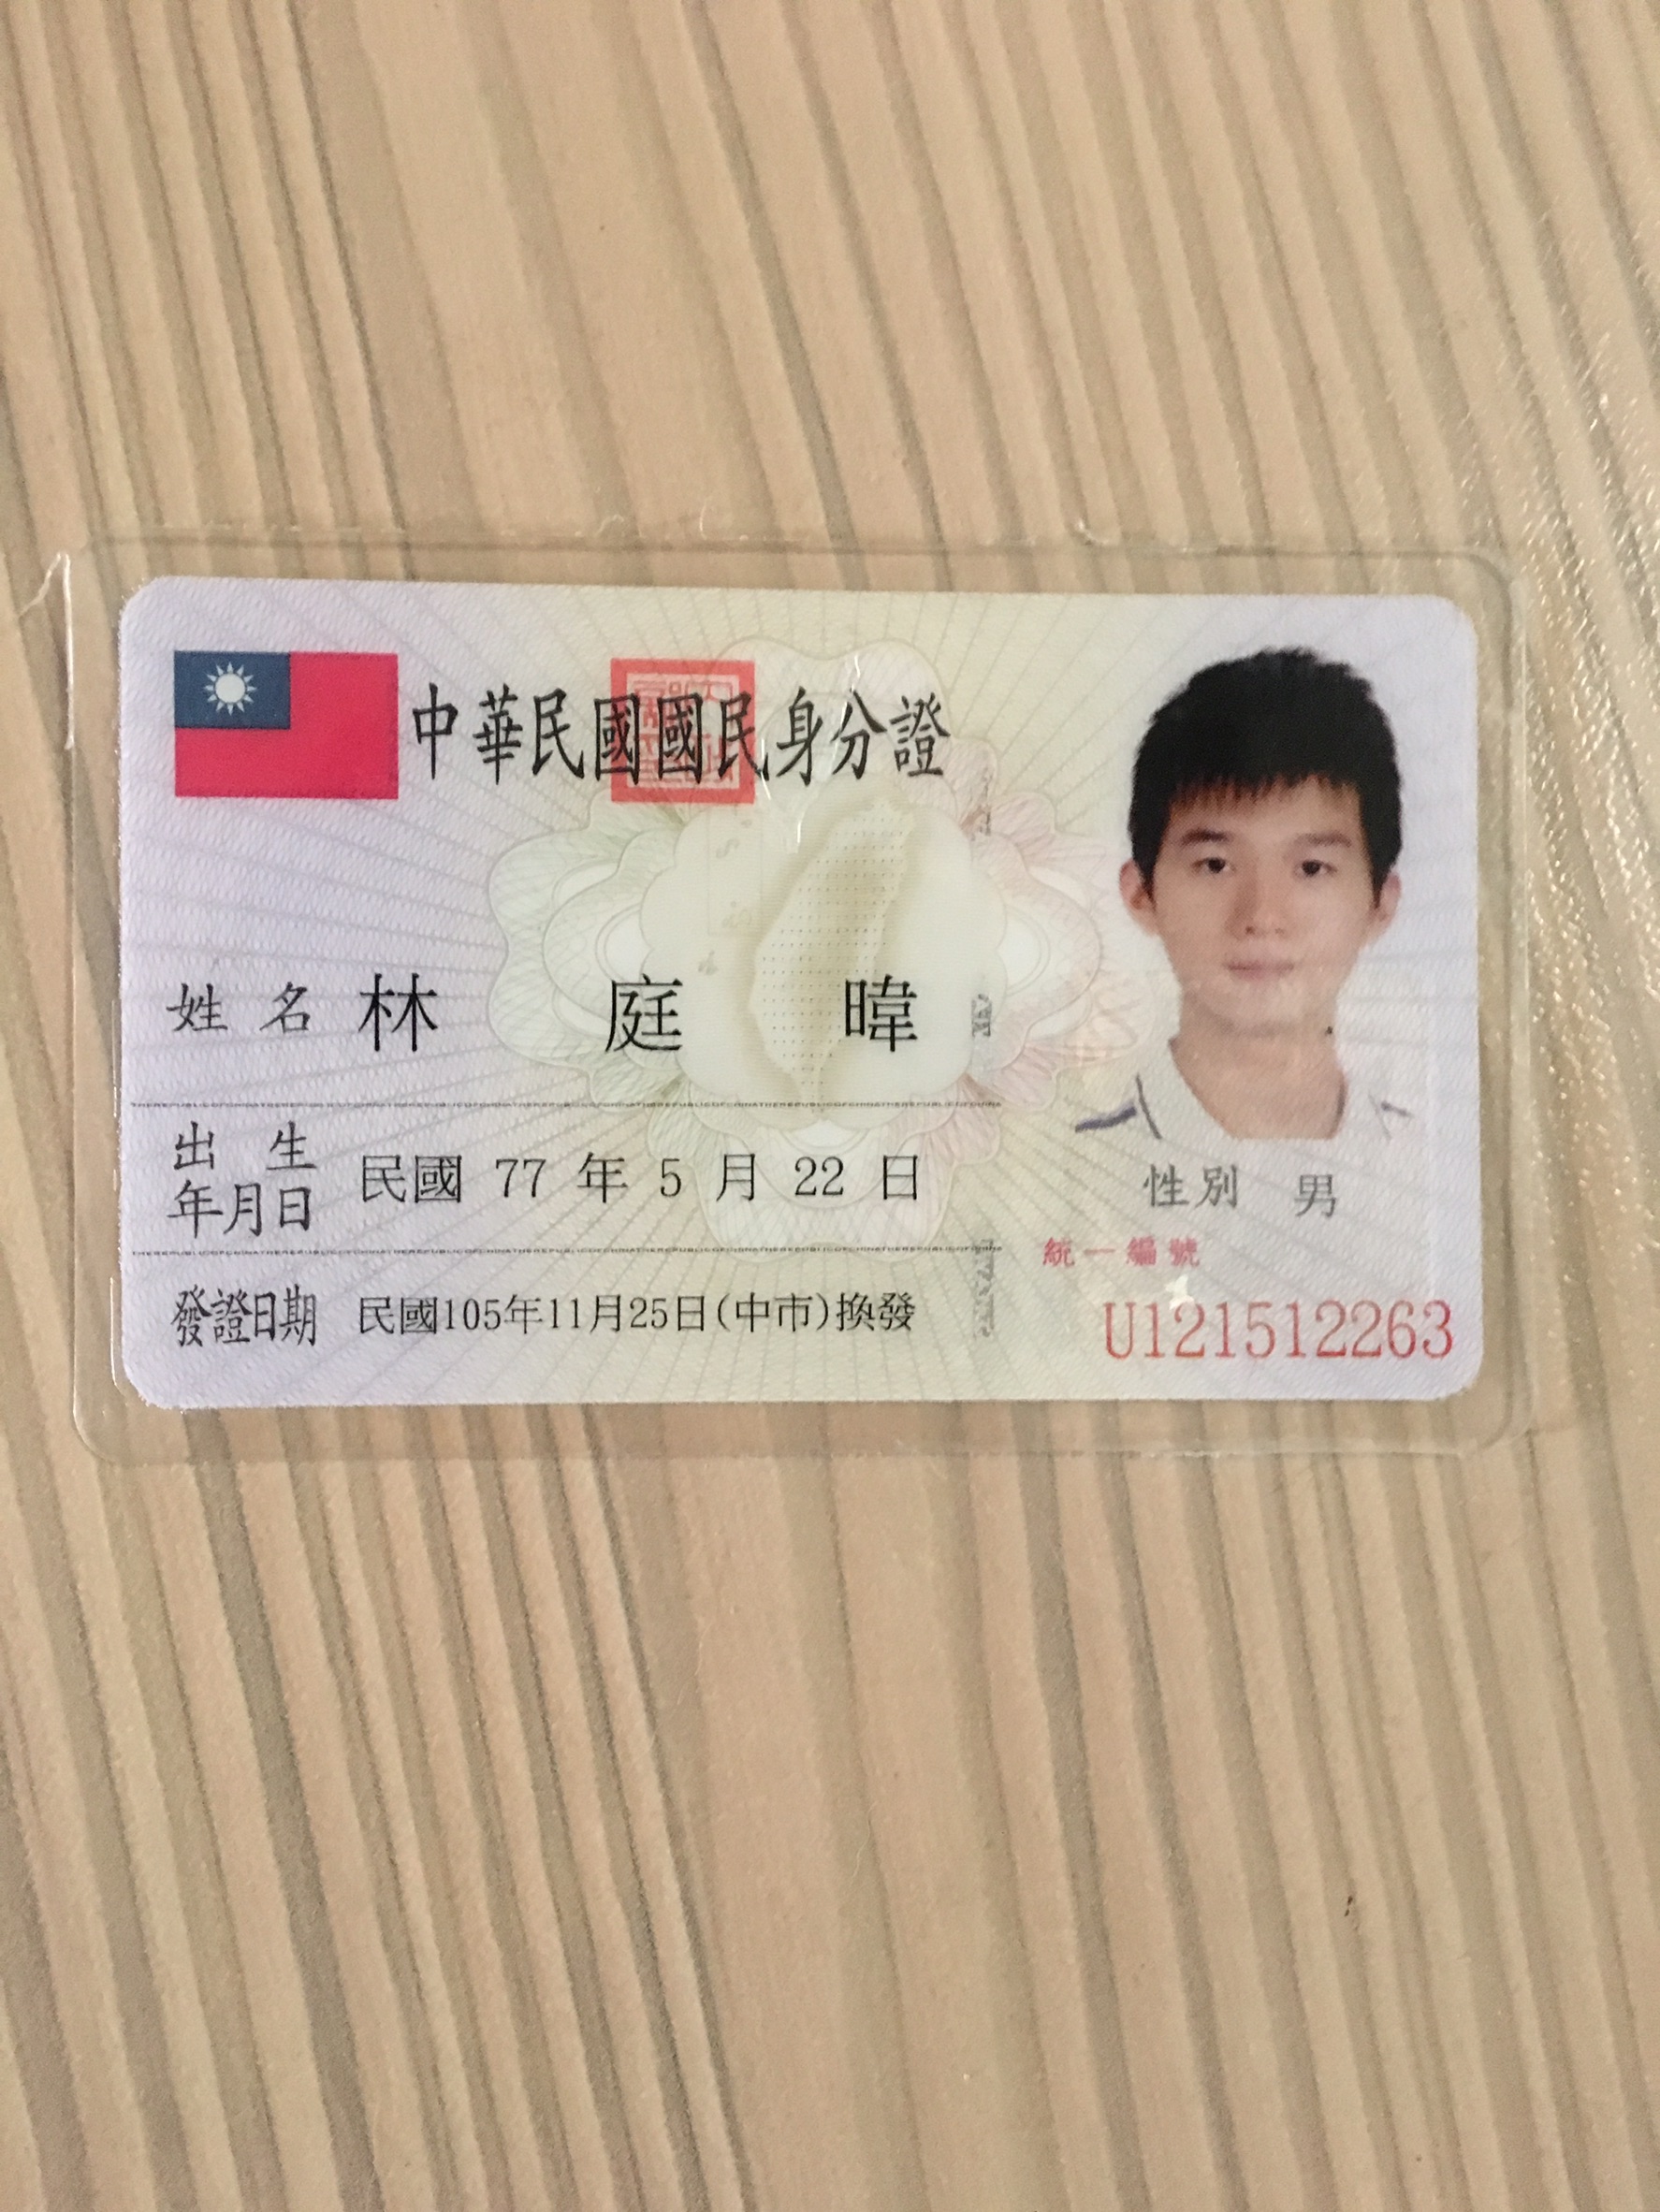 中華民國國民身分證
姓名 林庭暐
出生年月日 民國 77 年 5 月 22 日
發證日期 民國105年11月25日(中市)換發
性別 男
統一編號
U121512263